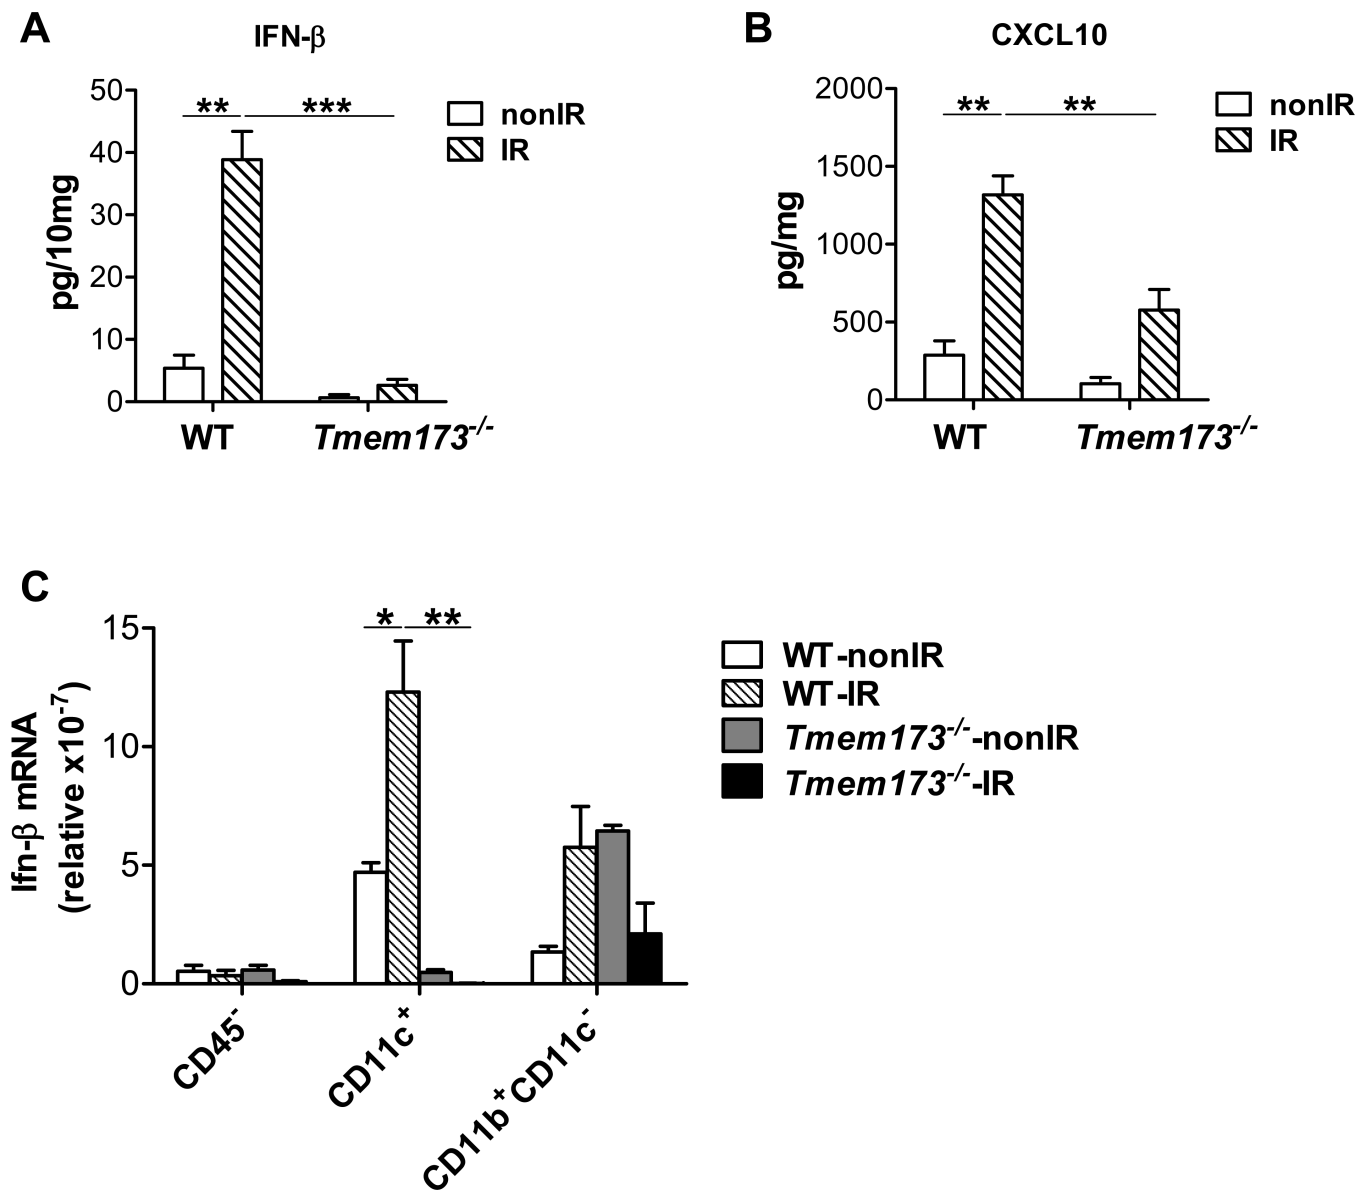 A
IFN-β
50
40
30
20
10
0
pg/10mg
** ***
nonIR
IR
WT Tmem173-/-
B
CXCL10
2000
1500
1000
500
0
pg/mg
** **
nonIR
IR
WT Tmem173-/-
C
15
10
5
0
Ifn-β mRNA
(relative x10-7)
* **
WT-nonIR
WT-IR
Tmem173-/--nonIR
Tmem173-/--IR
CD45-
CD11c+
CD11b+CD11c-